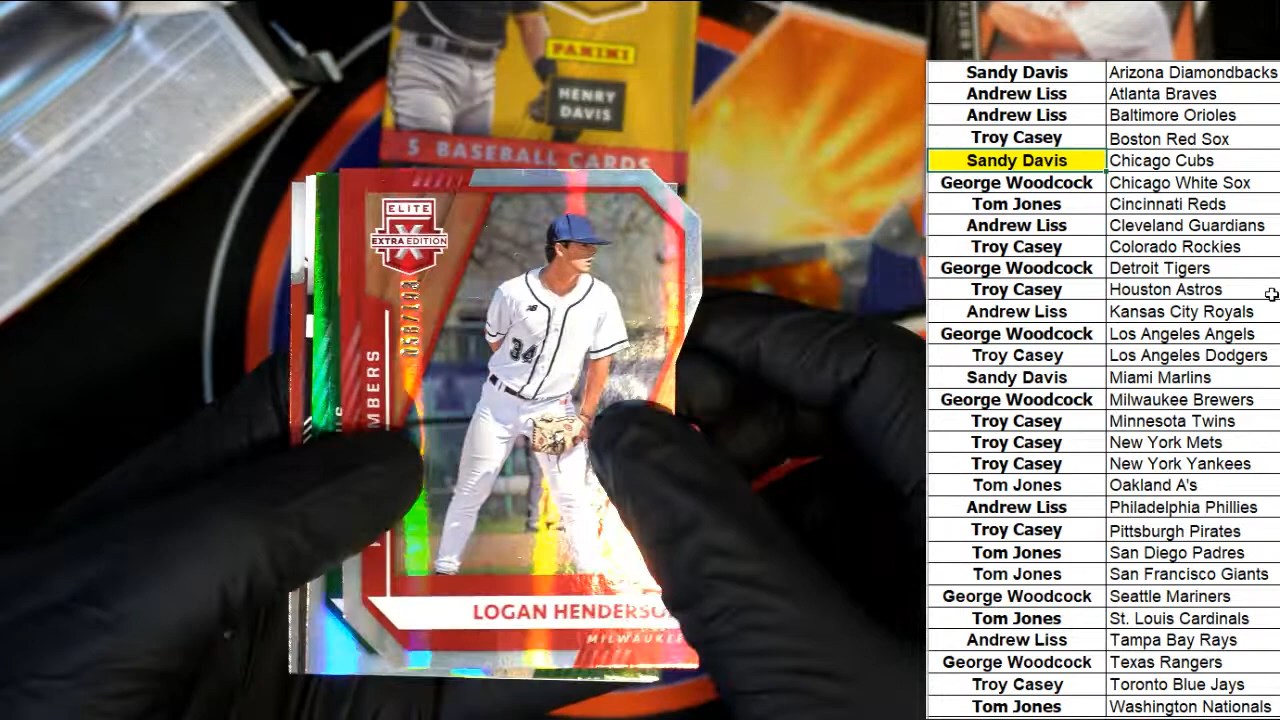 PANINI
HENRY
DAVIS
5 BASEBALL CARDS
ELITE
X
EXTRA EDITION
MBERS
34
LOGAN HENDERSO
MILWAUKEE
Sandy Davis Arizona Diamondbacks
Andrew Liss Atlanta Braves
Andrew Liss Baltimore Orioles
Troy Casey Boston Red Sox
Sandy Davis Chicago Cubs
George Woodcock Chicago White Sox
Tom Jones Cincinnati Reds
Andrew Liss Cleveland Guardians
Troy Casey Colorado Rockies
George Woodcock Detroit Tigers
Troy Casey Houston Astros
Andrew Liss Kansas City Royals
George Woodcock Los Angeles Angels
Troy Casey Los Angeles Dodgers
Sandy Davis Miami Marlins
George Woodcock Milwaukee Brewers
Troy Casey Minnesota Twins
Troy Casey New York Mets
Troy Casey New York Yankees
Tom Jones Oakland A's
Andrew Liss Philadelphia Phillies
Troy Casey Pittsburgh Pirates
Tom Jones San Diego Padres
Tom Jones San Francisco Giants
George Woodcock Seattle Mariners
Tom Jones St. Louis Cardinals
Andrew Liss Tampa Bay Rays
George Woodcock Texas Rangers
Troy Casey Toronto Blue Jays
Tom Jones Washington Nationals